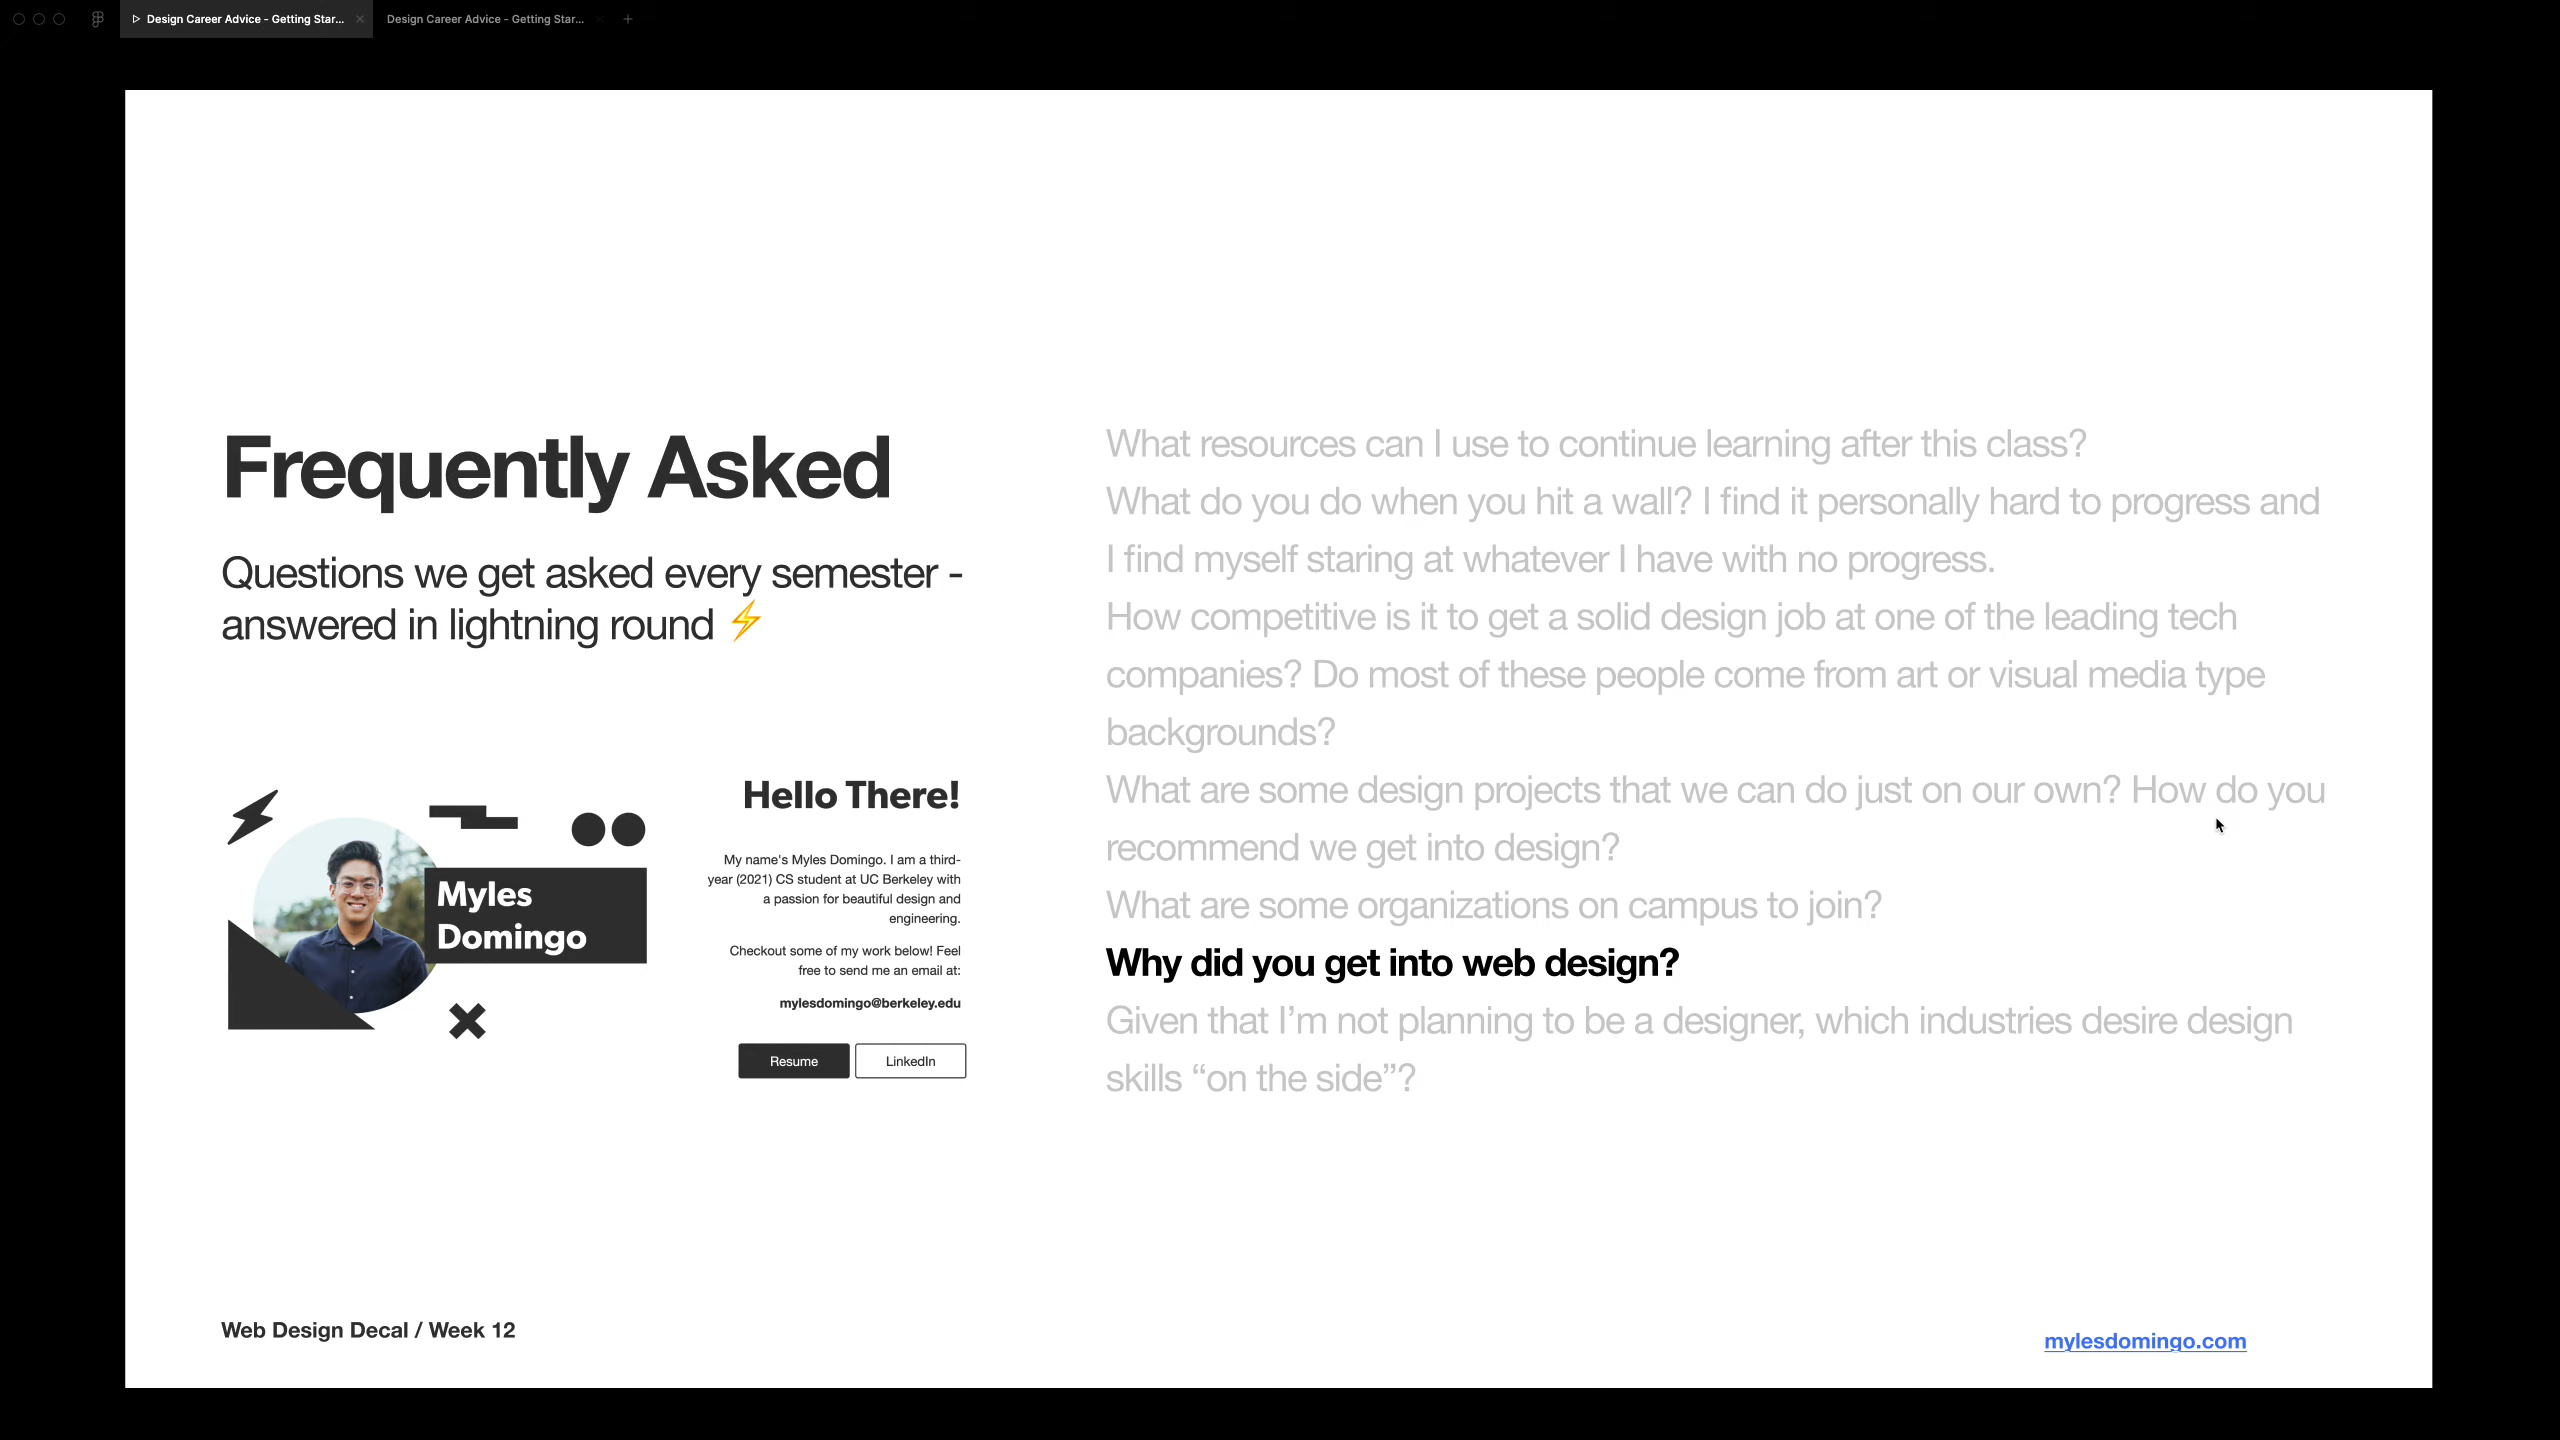 Design Career Advice - Getting Star...
Design Career Advice - Getting Star...
Frequently Asked
Questions we get asked every semester -
answered in lightning round ⚡
Myles
Domingo
Hello There!
My name's Myles Domingo. I am a third-
year (2021) CS student at UC Berkeley with
a passion for beautiful design and
engineering.
Checkout some of my work below! Feel
free to send me an email at:
mylesdomingo@berkeley.edu
Resume
LinkedIn
What resources can I use to continue learning after this class?
What do you do when you hit a wall? I find it personally hard to progress and
I find myself staring at whatever I have with no progress.
How competitive is it to get a solid design job at one of the leading tech
companies? Do most of these people come from art or visual media type
backgrounds?
What are some design projects that we can do just on our own? How do you
recommend we get into design?
What are some organizations on campus to join?
Why did you get into web design?
Given that I’m not planning to be a designer, which industries desire design
skills “on the side”?
Web Design Decal / Week 12
mylesdomingo.com